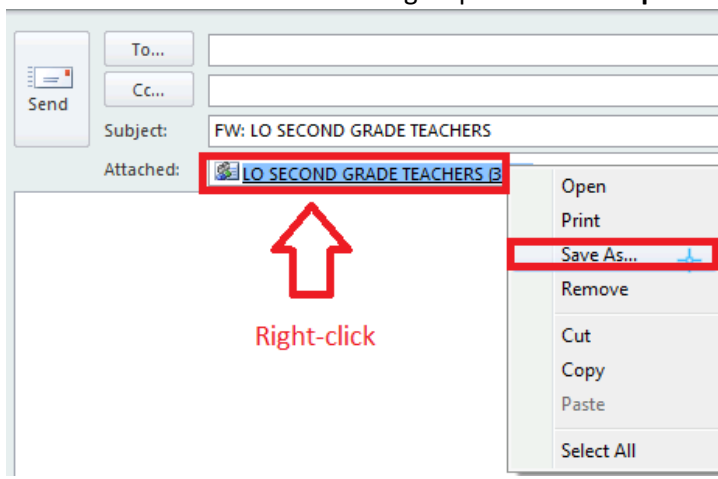 To...
Cc...
Send
Subject: FW: LO SECOND GRADE TEACHERS
Attached: LO SECOND GRADE TEACHERS (3
Open
Print
Save As...
Remove
Right-click
Cut
Copy
Paste
Select All